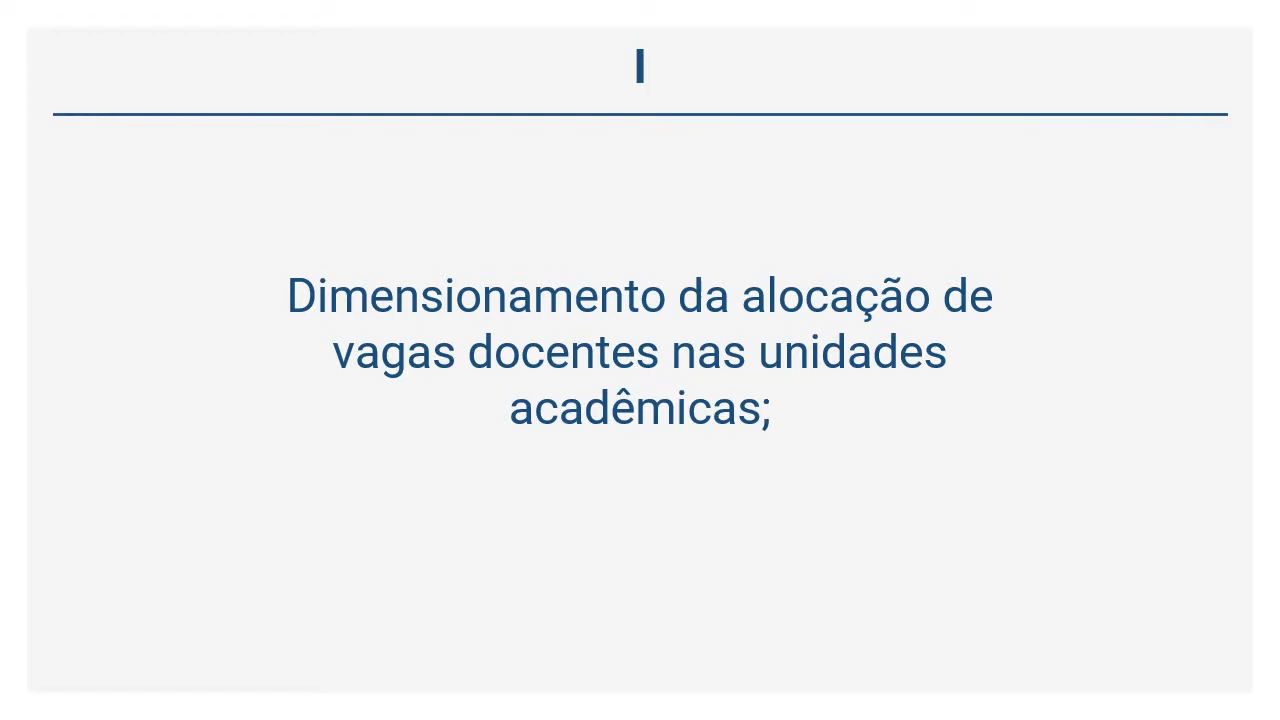 I
Dimensionamento da alocação de
vagas docentes nas unidades
acadêmicas;